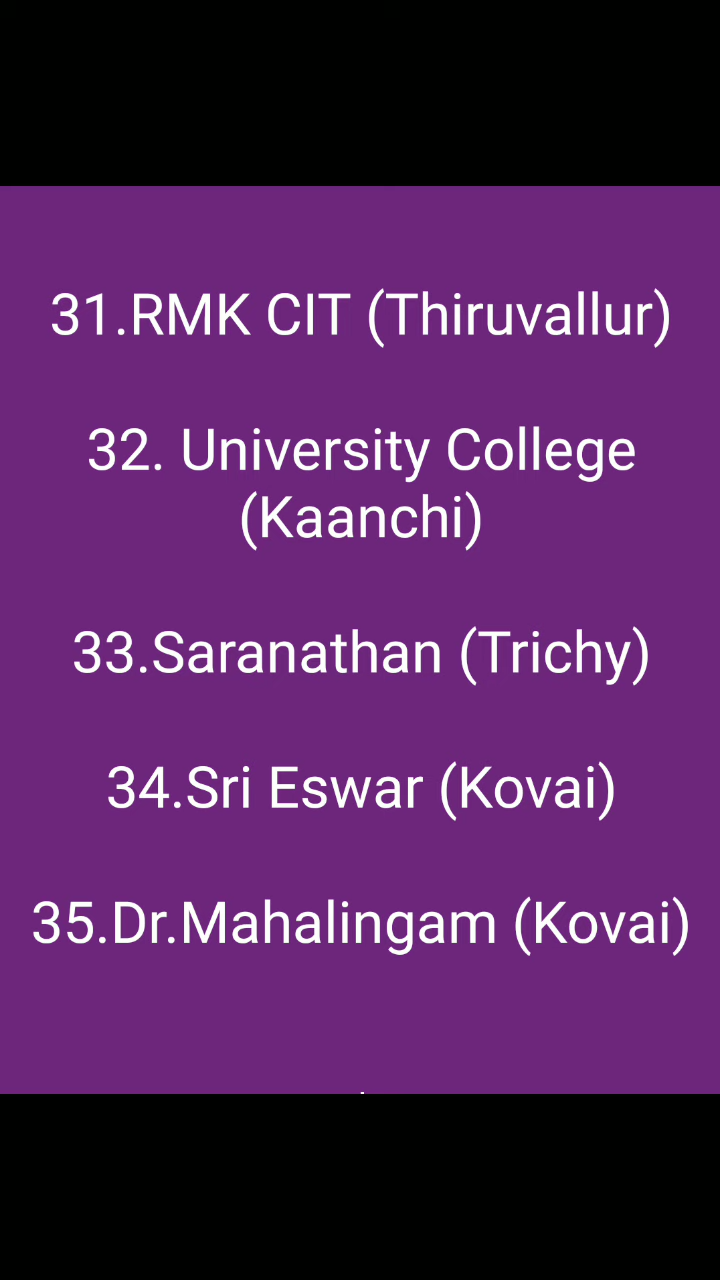 31.RMK CIT (Thiruvallur)
32. University College
(Kaanchi)
33.Saranathan (Trichy)
34.Sri Eswar (Kovai)
35.Dr.Mahalingam (Kovai)